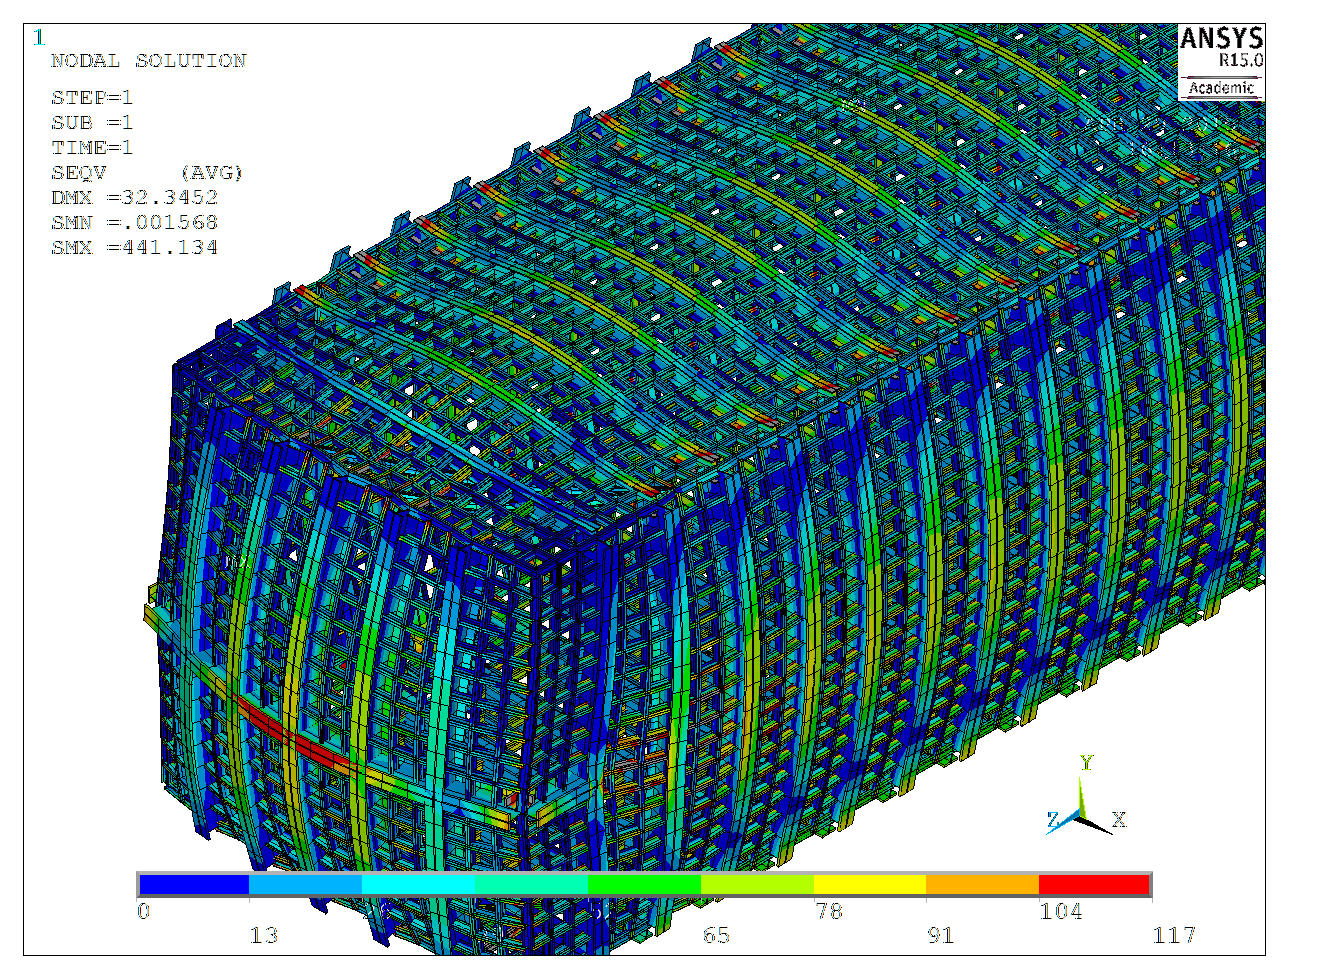 1
NODAL SOLUTION
STEP=1
SUB =1
TIME=1
SEQV (AVG)
DMX =32.3452
SMN =.001568
SMX =441.134
ANSYS
R15.0
Academic
MX
Y
Z
X
0
13
65
78
91
104
117